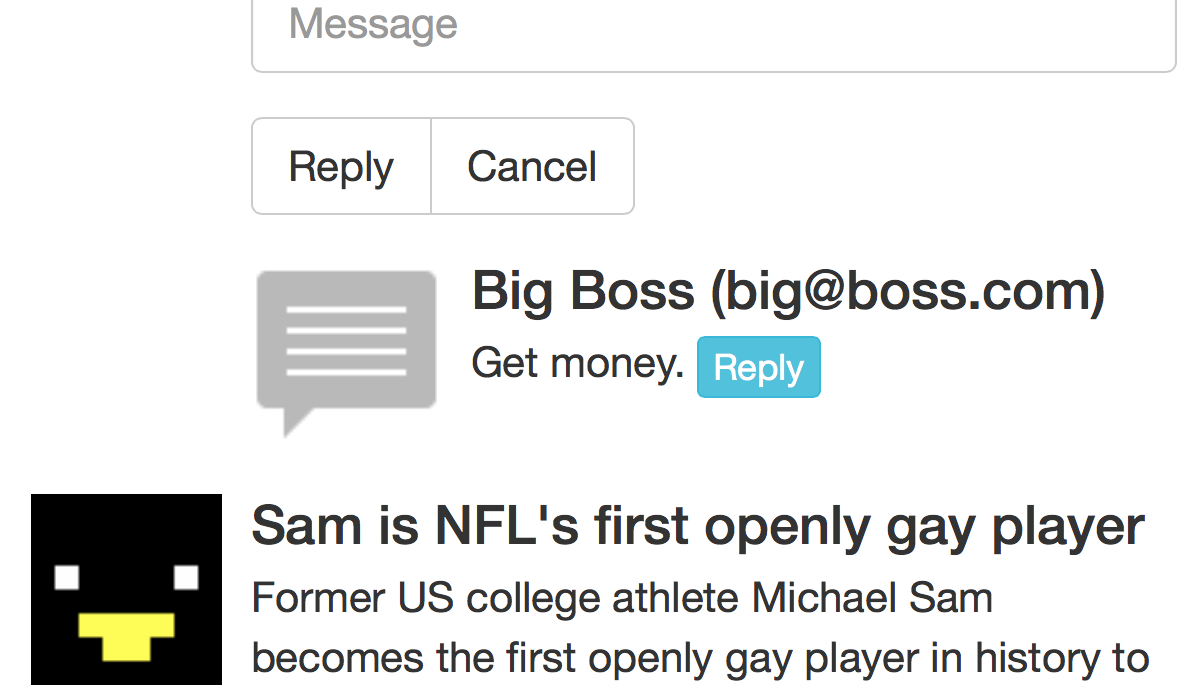 Message
Reply Cancel
Big Boss (big@boss.com)
Get money. Reply
Sam is NFL's first openly gay player
Former US college athlete Michael Sam
becomes the first openly gay player in history to